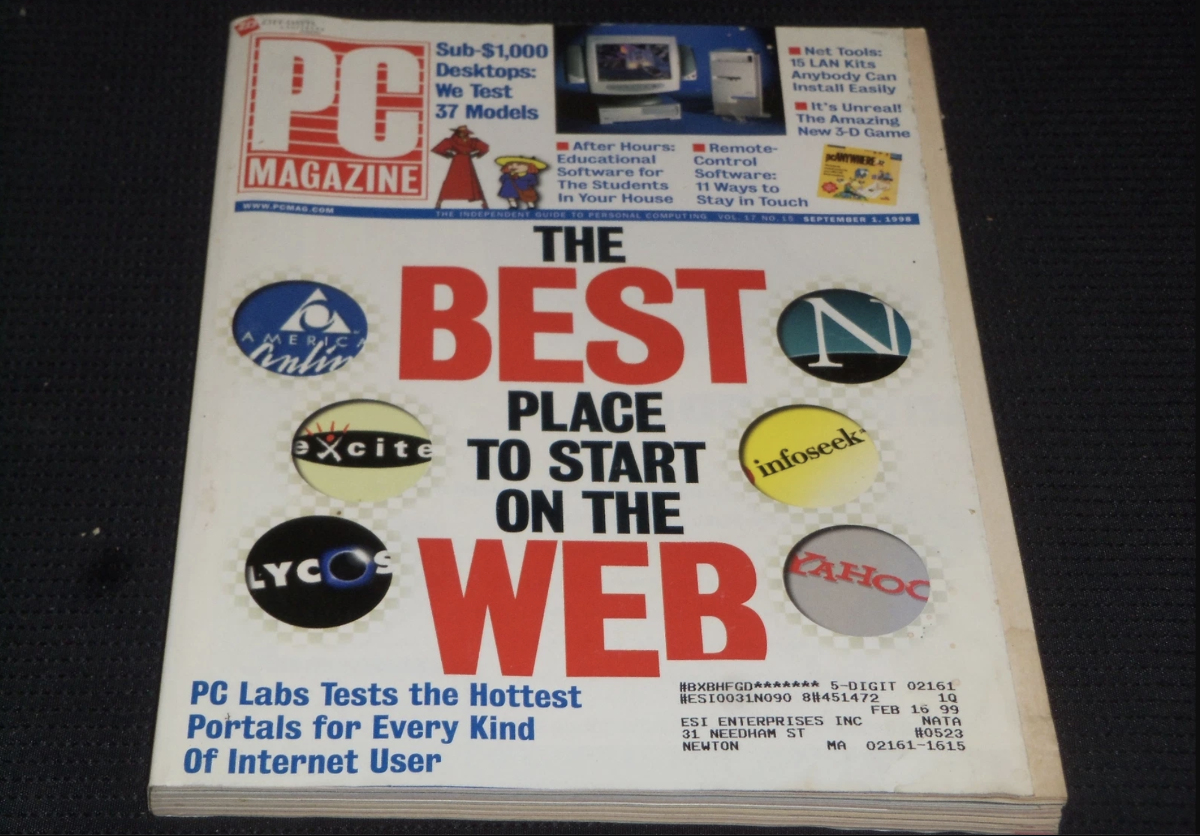 PC
MAGAZINE
Sub-$1,000
Desktops:
We Test
37 Models
After Hours:
Educational
Software for
The Students
In Your House
Remote-
Control
Software:
11 Ways to
Stay in Touch
Net Tools:
15 LAN Kits
Anybody Can
Install Easily
It's Unreal!
The Amazing
New 3-D Game
pcANYWHERE
WWW.PCMAG.COM THE INDEPENDENT GUIDE TO PERSONAL COMPUTING VOL. 17 NO. 15 SEPTEMBER 1, 1998
THE
BEST
PLACE
TO START
ON THE
WEB
AMERICA
Onlin
excite
LYCOS
N
infoseek
YAHOO
PC Labs Tests the Hottest
Portals for Every Kind
Of Internet User
#BXBHFGD******* 5-DIGIT 02161
#ESI0031N090 8#451472 1Q
FEB 16 99
ESI ENTERPRISES INC NATA
31 NEEDHAM ST #0523
NEWTON MA 02161-1615